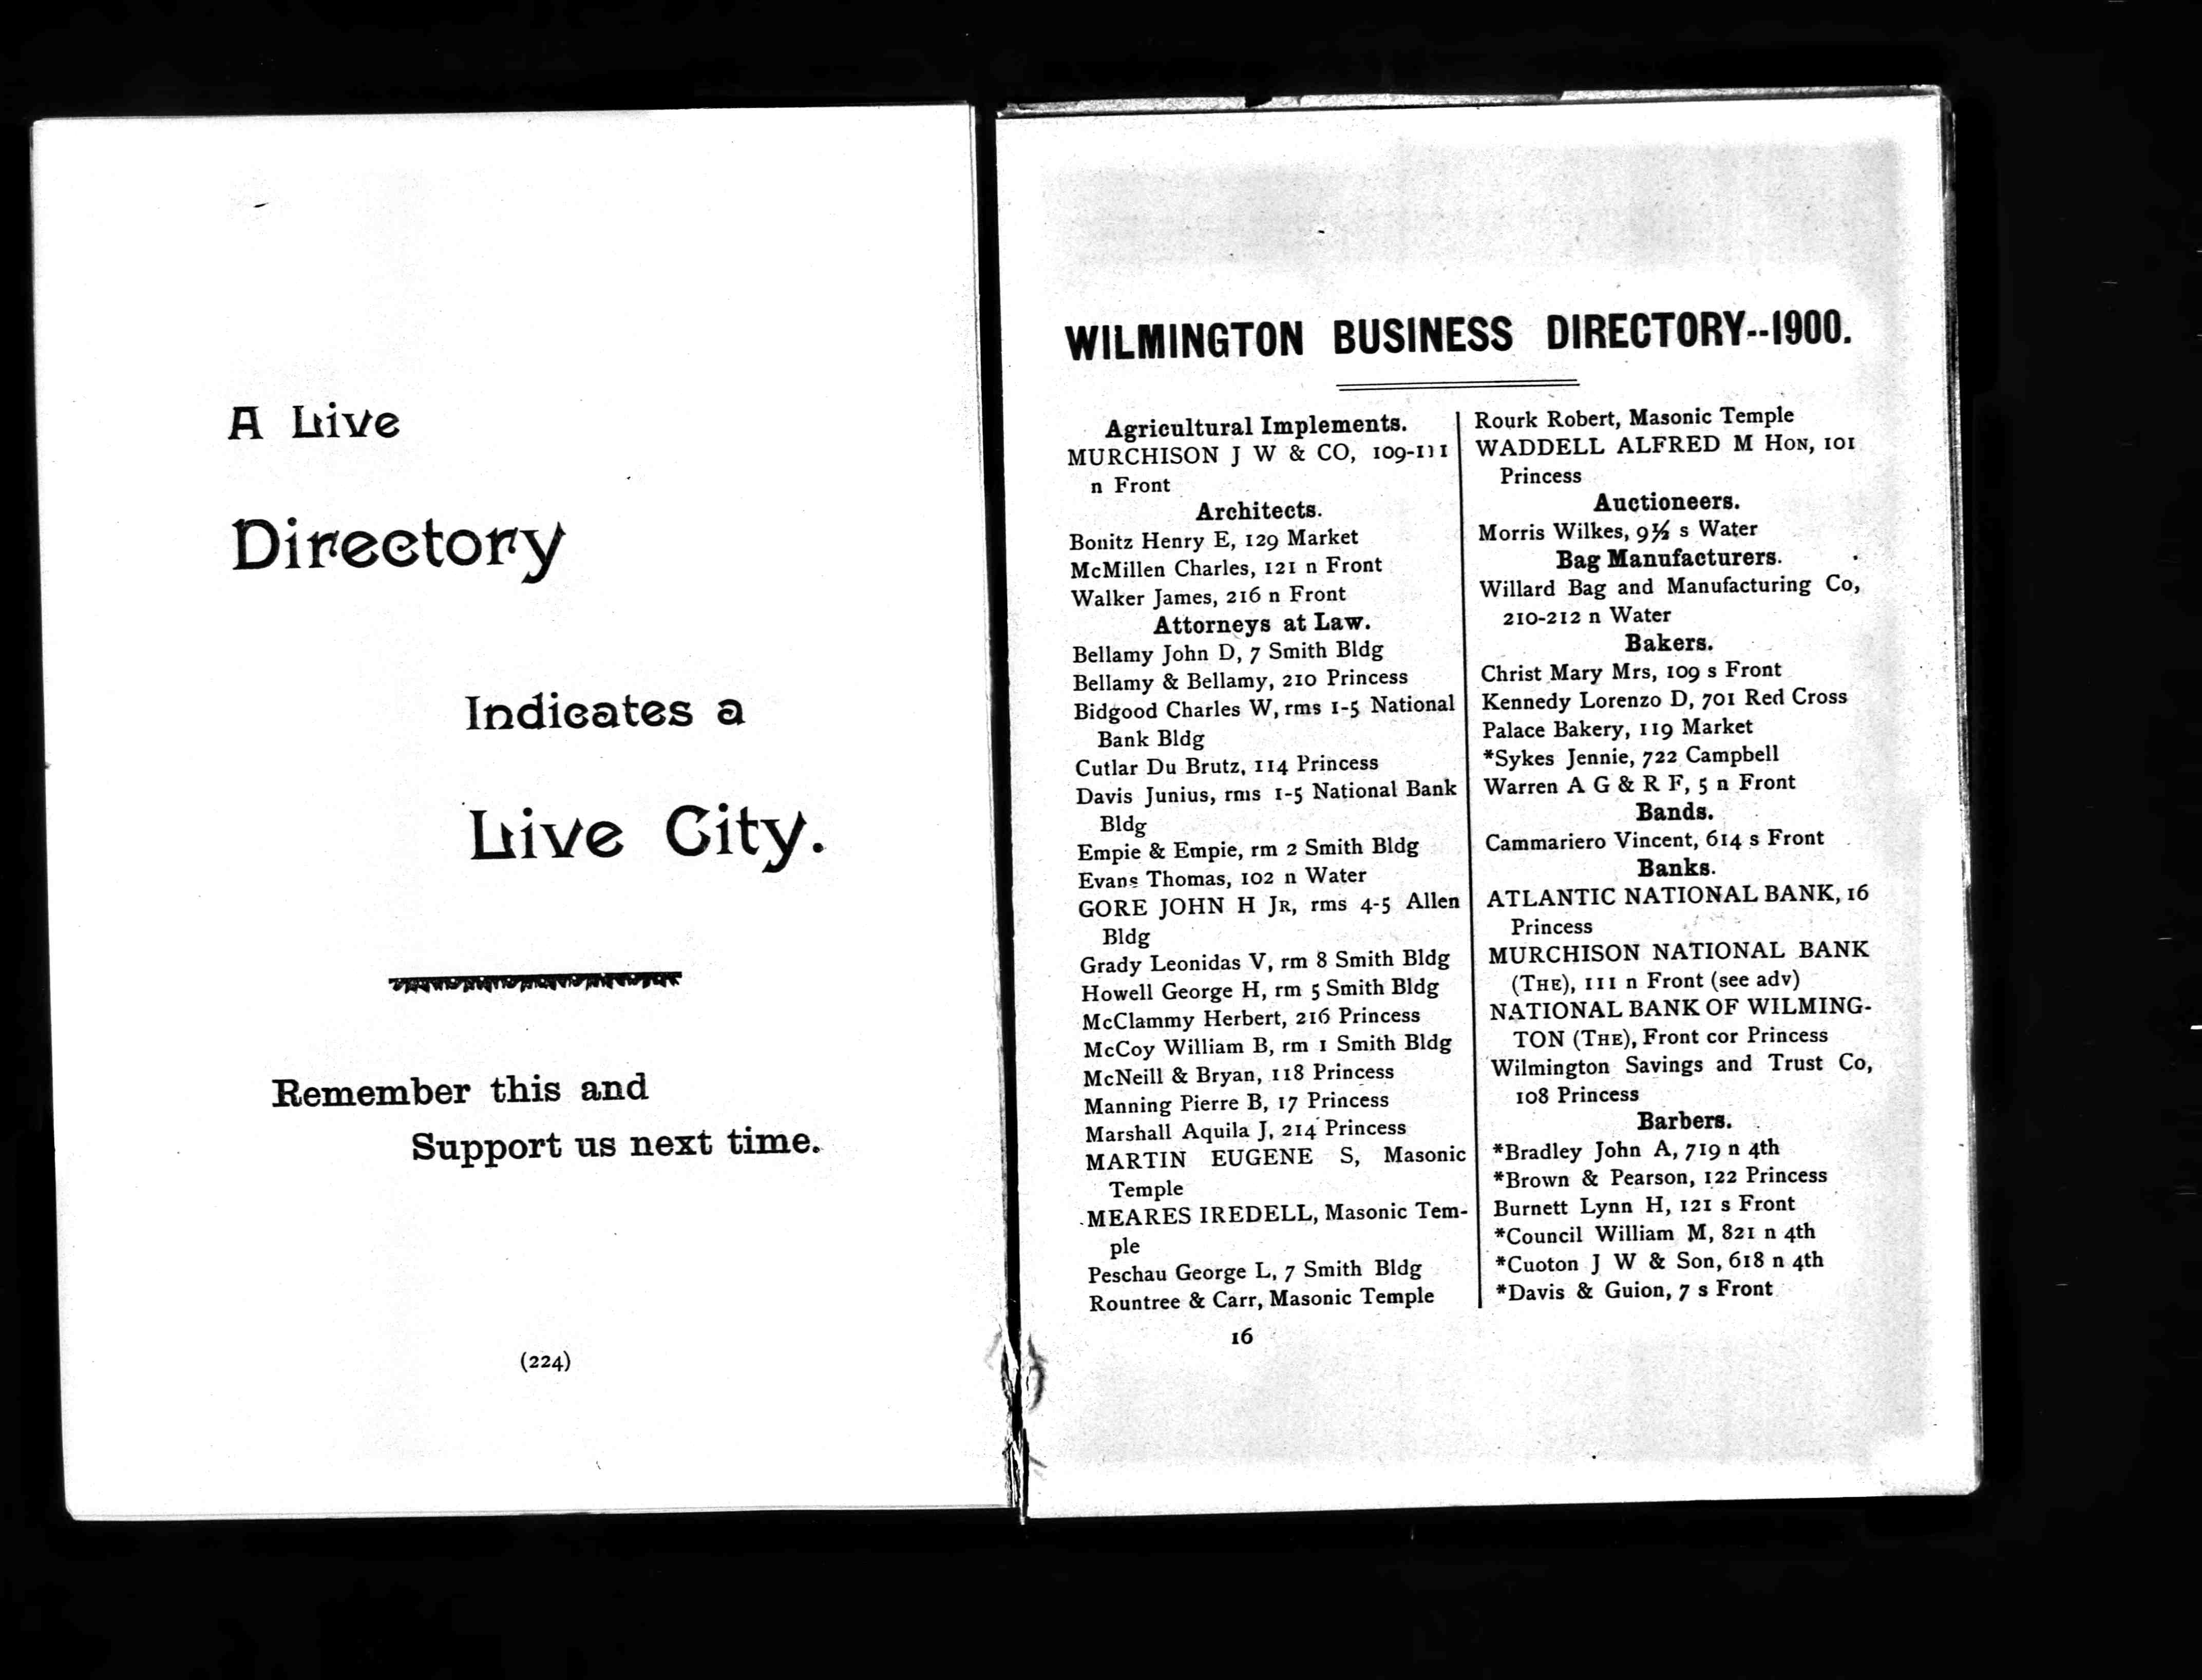 A Live
Directory
Indicates a
Live City.
Remember this and
Support us next time.
(224)
WILMINGTON BUSINESS DIRECTORY--1900.
Agricultural Implements.
MURCHISON J W & CO, 109-111
n Front
Architects.
Bonitz Henry E, 129 Market
McMillen Charles, 121 n Front
Walker James, 216 n Front
Attorneys at Law.
Bellamy John D, 7 Smith Bldg
Bellamy & Bellamy, 210 Princess
Bidgood Charles W, rms 1-5 National
Bank Bldg
Cutlar Du Brutz, 114 Princess
Davis Junius, rms 1-5 National Bank
Bldg
Empie & Empie, rm 2 Smith Bldg
Evans Thomas, 102 n Water
GORE JOHN H JR, rms 4-5 Allen
Bldg
Grady Leonidas V, rm 8 Smith Bldg
Howell George H, rm 5 Smith Bldg
McClammy Herbert, 216 Princess
McCoy William B, rm 1 Smith Bldg
McNeill & Bryan, 118 Princess
Manning Pierre B, 17 Princess
Marshall Aquila J, 214 Princess
MARTIN EUGENE S, Masonic
Temple
MEARES IREDELL, Masonic Tem-
ple
Peschau George L, 7 Smith Bldg
Rountree & Carr, Masonic Temple
Rourk Robert, Masonic Temple
WADDELL ALFRED M HON, 101
Princess
Auctioneers.
Morris Wilkes, 9½ s Water
Bag Manufacturers.
Willard Bag and Manufacturing Co,
210-212 n Water
Bakers.
Christ Mary Mrs, 109 s Front
Kennedy Lorenzo D, 701 Red Cross
Palace Bakery, 119 Market
*Sykes Jennie, 722 Campbell
Warren A G & R F, 5 n Front
Bands.
Cammariero Vincent, 614 s Front
Banks.
ATLANTIC NATIONAL BANK, 16
Princess
MURCHISON NATIONAL BANK
(THE), 111 n Front (see adv)
NATIONAL BANK OF WILMING-
TON (THE), Front cor Princess
Wilmington Savings and Trust Co,
108 Princess
Barbers.
*Bradley John A, 719 n 4th
*Brown & Pearson, 122 Princess
Burnett Lynn H, 121 s Front
*Council William M, 821 n 4th
*Cuoton J W & Son, 618 n 4th
*Davis & Guion, 7 s Front
16